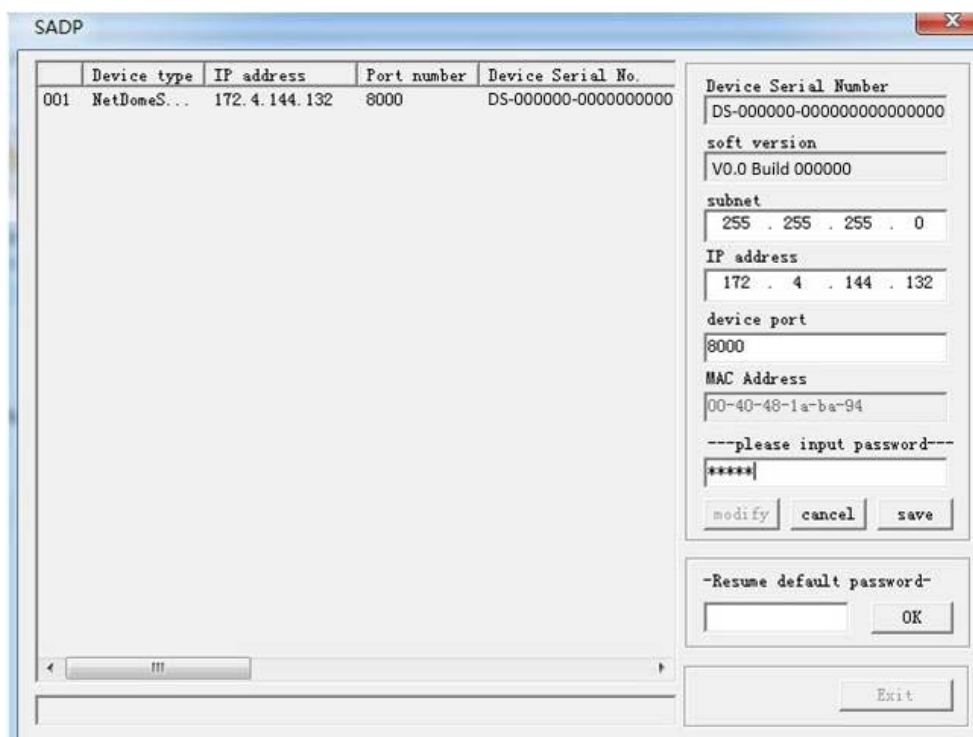 SADP
Device type IP address Port number Device Serial No.
001 NetDomeS... 172.4.144.132 8000 DS-000000-0000000000
Device Serial Number
DS-000000-000000000000000
soft version
V0.0 Build 000000
subnet
255 . 255 . 255 . 0
IP address
172 . 4 . 144 . 132
device port
8000
MAC Address
00-40-48-1a-ba-94
---please input password---
*****
modify cancel save
-Resume default password-
OK
Exit